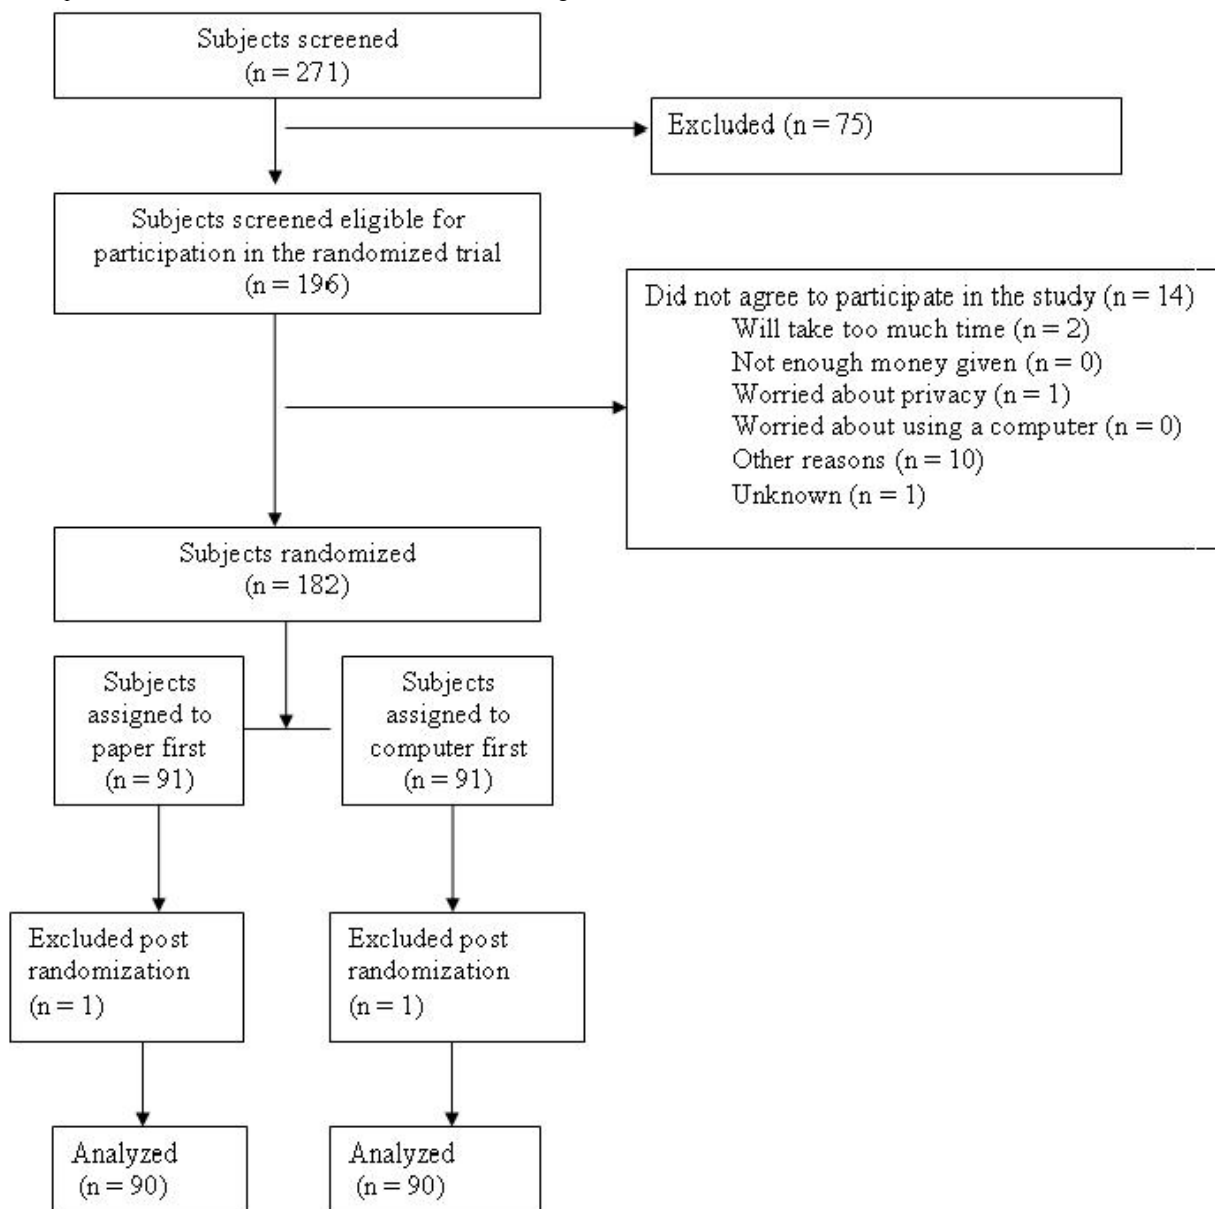 Subjects screened
(n = 271)
Excluded (n = 75)
Subjects screened eligible for
participation in the randomized trial
(n = 196)
Did not agree to participate in the study (n = 14)
Will take too much time (n = 2)
Not enough money given (n = 0)
Worried about privacy (n = 1)
Worried about using a computer (n = 0)
Other reasons (n = 10)
Unknown (n = 1)
Subjects randomized
(n = 182)
Subjects
assigned to
paper first
(n = 91)
Subjects
assigned to
computer first
(n = 91)
Excluded post
randomization
(n = 1)
Excluded post
randomization
(n = 1)
Analyzed
(n = 90)
Analyzed
(n = 90)